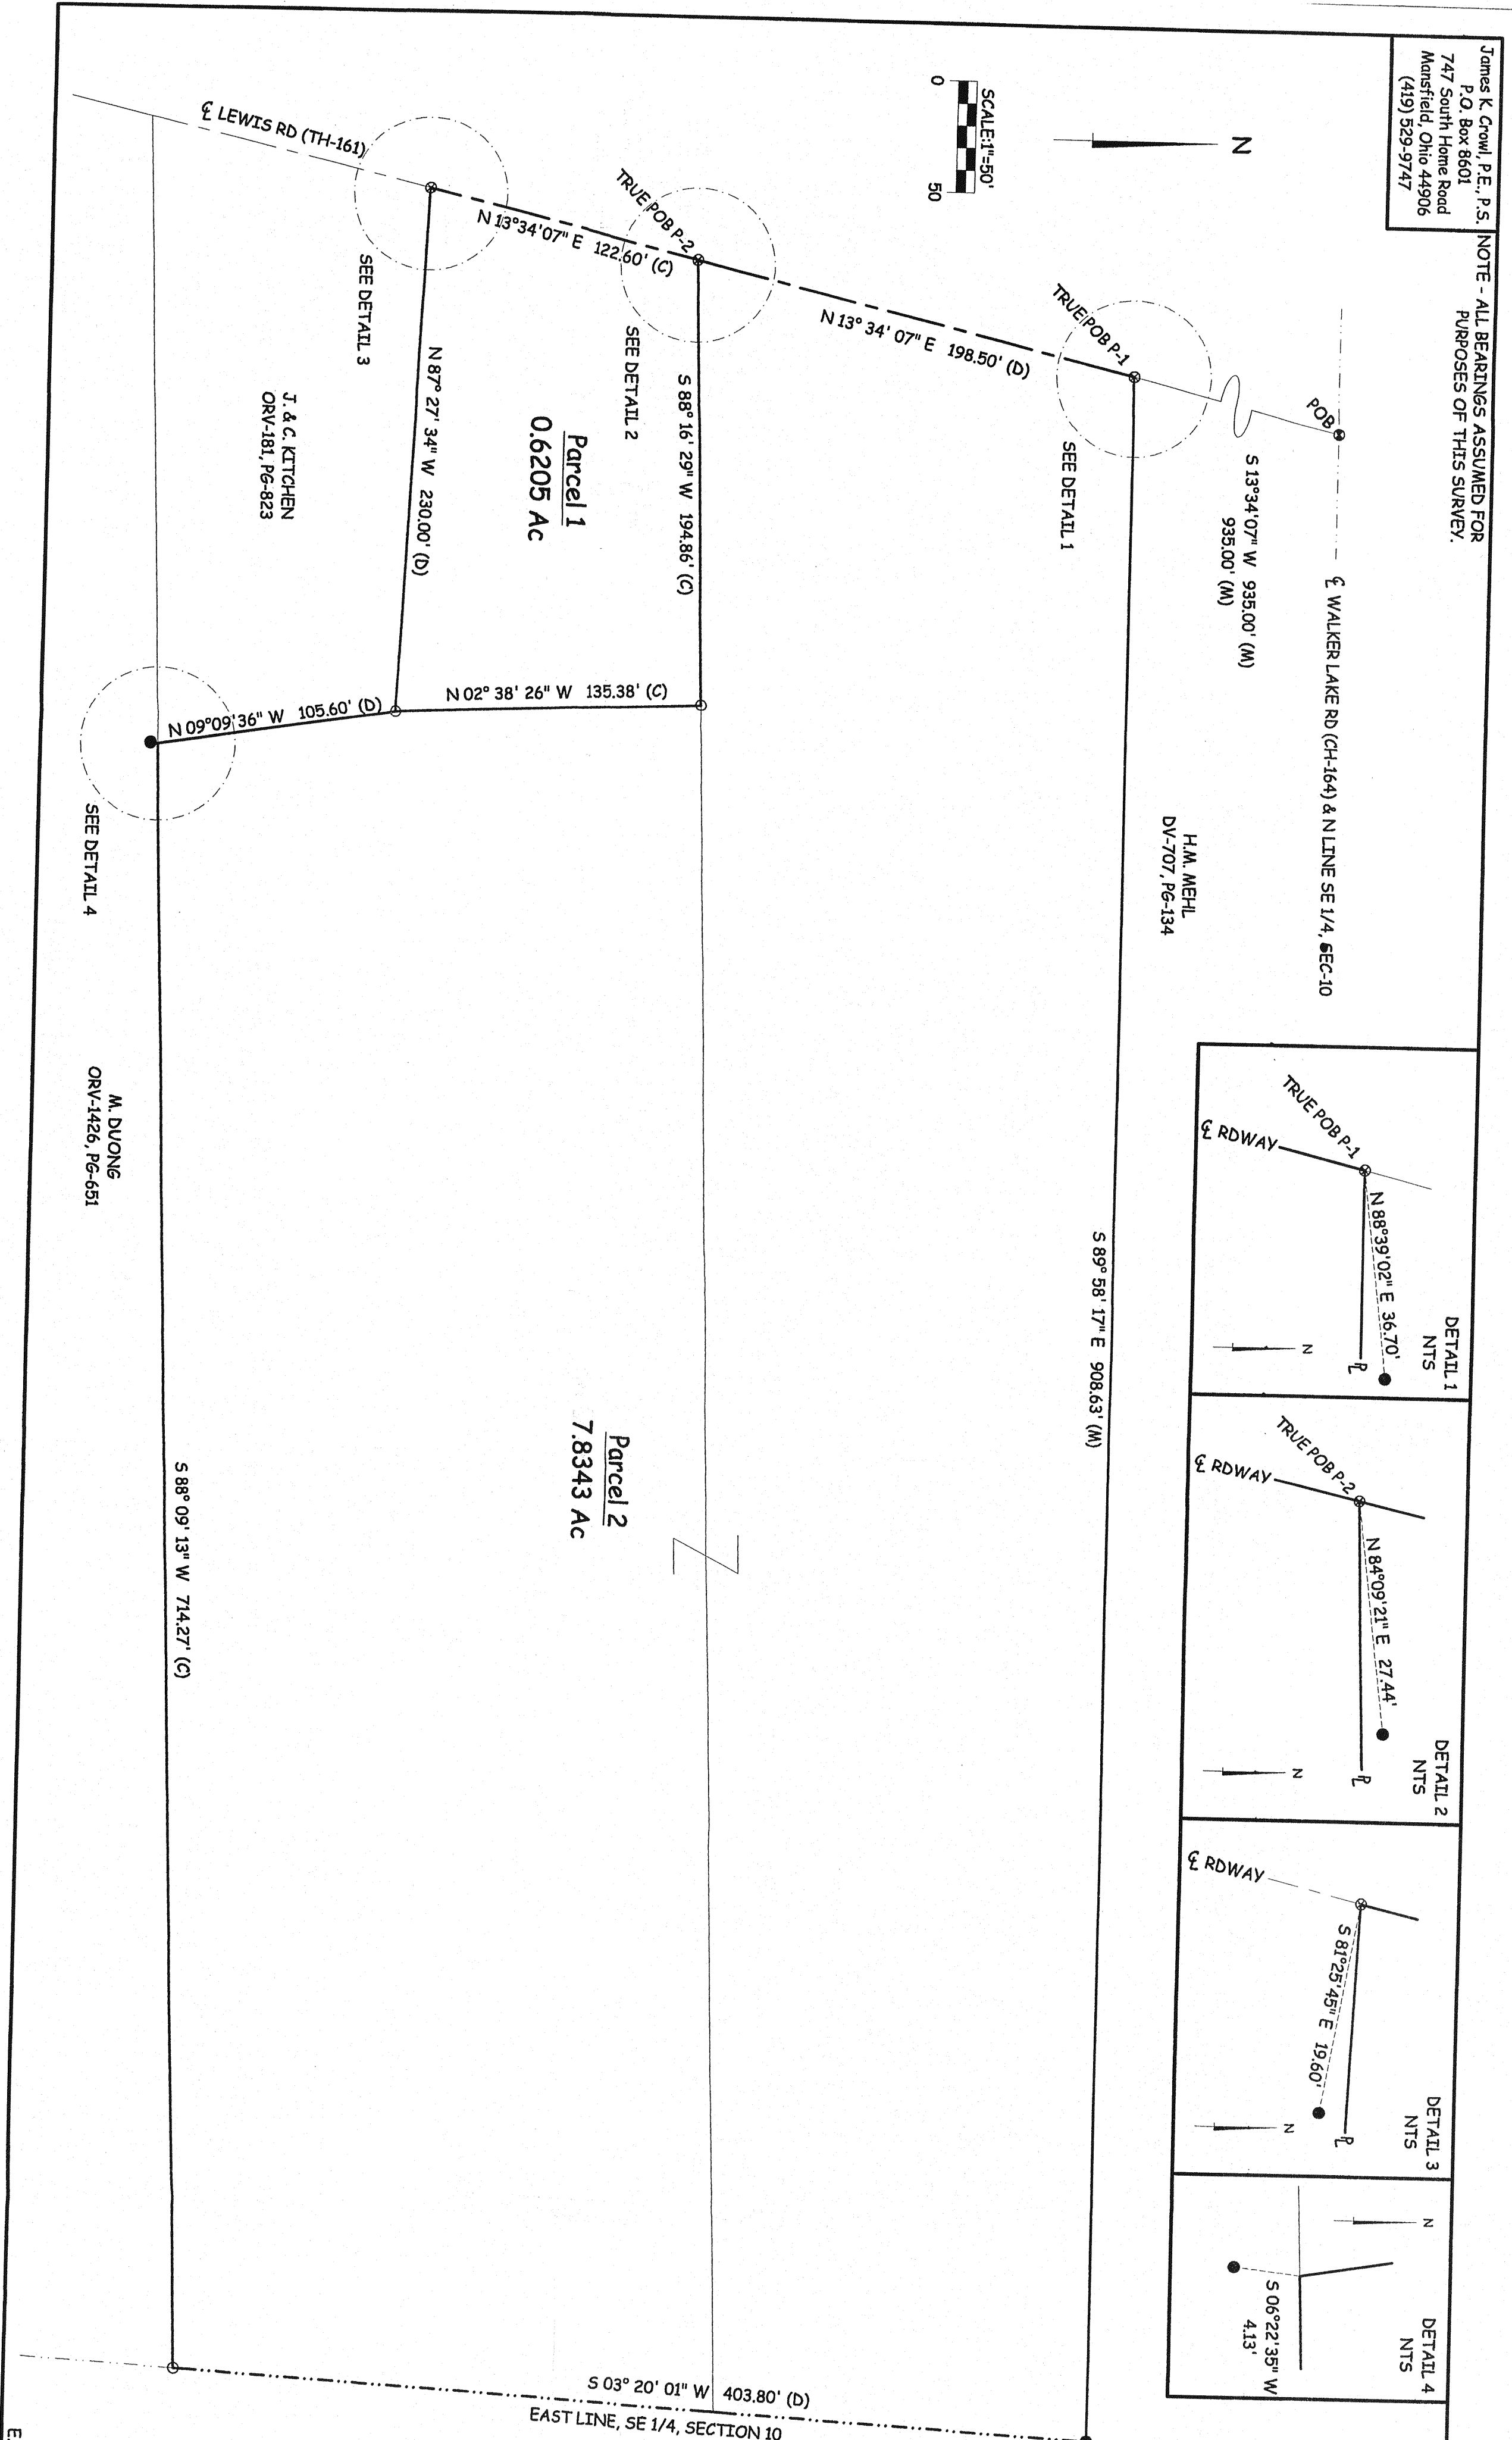 James K. Crowl, P.E., P.S.
P.O. Box 8601
747 South Home Road
Mansfield, Ohio 44906
(419) 529-9747
NOTE - ALL BEARINGS ASSUMED FOR
PURPOSES OF THIS SURVEY.
N
SCALE:1"=50'
0
50
POB
℄ WALKER LAKE RD (CH-164) & N LINE SE 1/4, SEC-10
S 13°34'07" W 935.00' (M)
935.00' (M)
TRUE POB P-1
SEE DETAIL 1
H.M. MEHL
DV-707, PG-134
S 89° 58' 17" E 908.63' (M)
N 13° 34' 07" E 198.50' (D)
TRUE POB P-2
SEE DETAIL 2
S 88° 16' 29" W 194.86' (C)
N 13°34'07" E 122.60' (C)
℄ LEWIS RD (TH-161)
Parcel 1
0.6205 Ac
N 02° 38' 26" W 135.38' (C)
N 87° 27' 34" W 230.00' (D)
SEE DETAIL 3
J. & C. KITCHEN
ORV-181, PG-823
N 09°09'36" W 105.60' (D)
SEE DETAIL 4
Parcel 2
7.8343 Ac
S 88° 09' 13" W 714.27' (C)
M. DUONG
ORV-1426, PG-651
S 03° 20' 01" W 403.80' (D)
EAST LINE, SE 1/4, SECTION 10
DETAIL 1
NTS
TRUE POB P-1
℄ RDWAY
N 88°39'02" E 36.70'
PL
N
DETAIL 2
NTS
TRUE POB P-2
℄ RDWAY
N 84°09'21" E 27.44'
PL
N
DETAIL 3
NTS
℄ RDWAY
S 81°25'45" E 19.60'
PL
N
DETAIL 4
NTS
N
S 06°22'35" W
4.13'